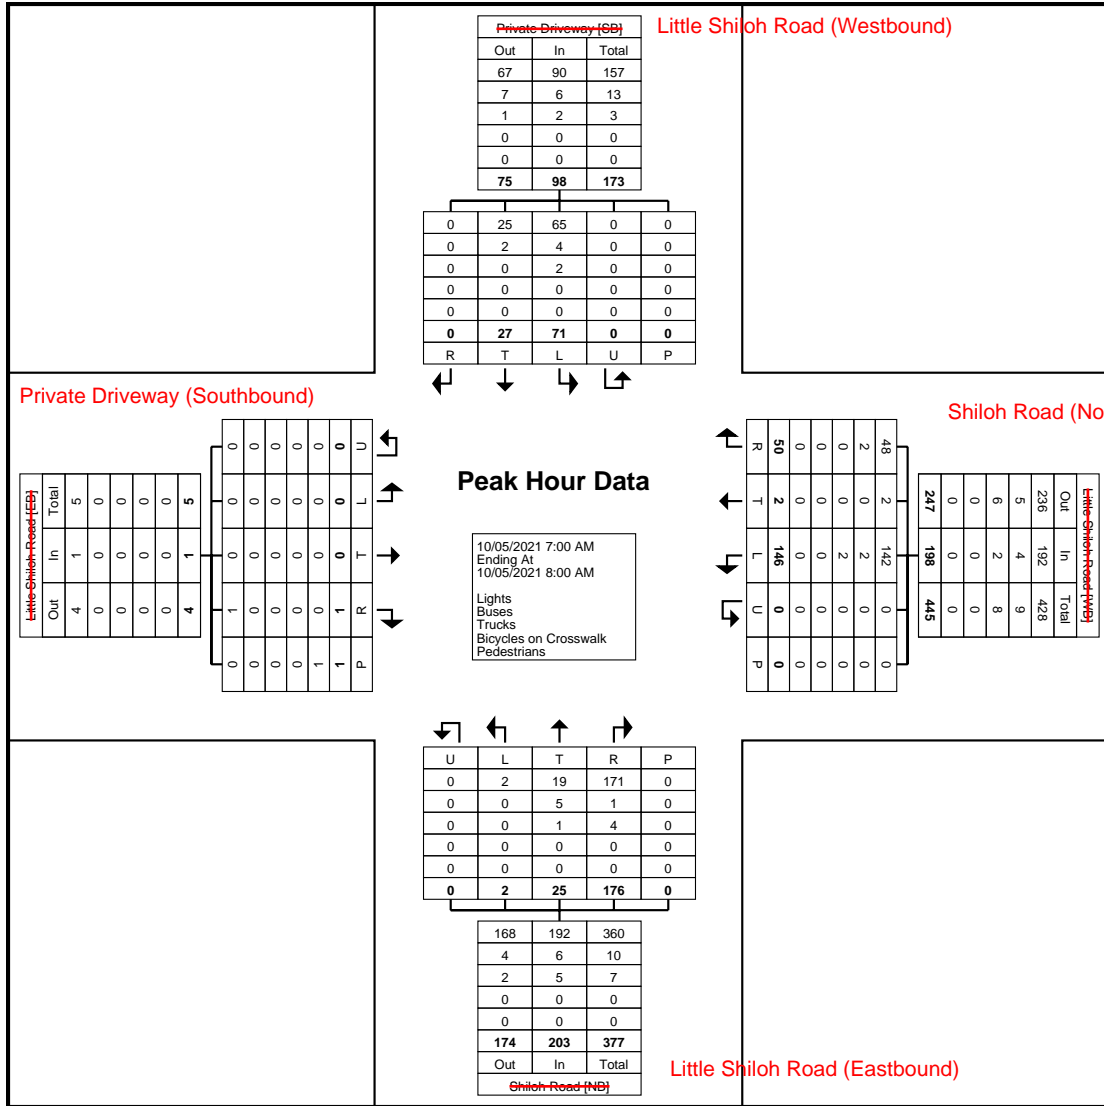 Private Driveway [SB]
Little Shiloh Road (Westbound)
Out In Total
67 90 157
7 6 13
1 2 3
0 0 0
0 0 0
75 98 173
0 25 65 0 0
0 2 4 0 0
0 0 2 0 0
0 0 0 0 0
0 0 0 0 0
0 27 71 0 0
R T L U P
Private Driveway (Southbound)
Little Shiloh Road [EB]
Total 5 0 0 0 0 5
In 1 0 0 0 0 1
Out 4 0 0 0 0 4
0 0 0 0 0 0 U
0 0 0 0 0 0 L
0 0 0 0 0 0 T
1 0 0 0 0 1 R
0 0 0 0 1 1 P
Peak Hour Data
10/05/2021 7:00 AM
Ending At
10/05/2021 8:00 AM
Lights
Buses
Trucks
Bicycles on Crosswalk
Pedestrians
Shiloh Road (No
R 50 0 0 0 2 48
T 2 0 0 0 0 2
L 146 0 0 2 2 142
U 0 0 0 0 0 0
P 0 0 0 0 0 0
Little Shiloh Road [WB]
Out In Total
236 192 428
5 4 9
6 2 8
0 0 0
0 0 0
247 198 445
U L T R P
0 2 19 171 0
0 0 5 1 0
0 0 1 4 0
0 0 0 0 0
0 0 0 0 0
0 2 25 176 0
168 192 360
4 6 10
2 5 7
0 0 0
0 0 0
174 203 377
Out In Total
Shiloh Road [NB]
Little Shiloh Road (Eastbound)